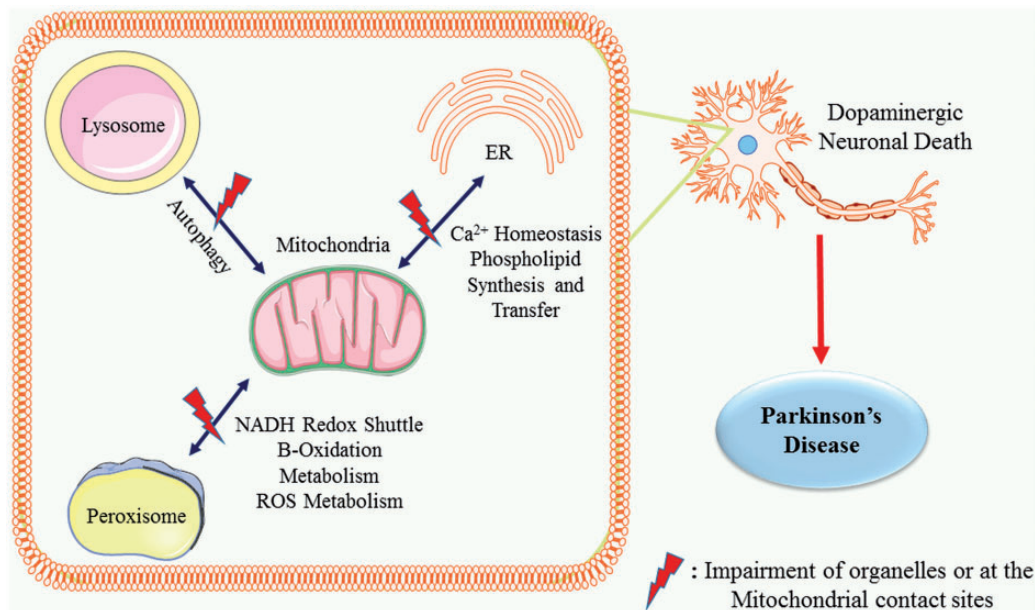 Lysosome
Autophagy
Mitochondria
ER
Ca²⁺ Homeostasis
Phospholipid
Synthesis and
Transfer
NADH Redox Shuttle
B-Oxidation
Metabolism
ROS Metabolism
Peroxisome
Dopaminergic
Neuronal Death
Parkinson's
Disease
: Impairment of organelles or at the
Mitochondrial contact sites